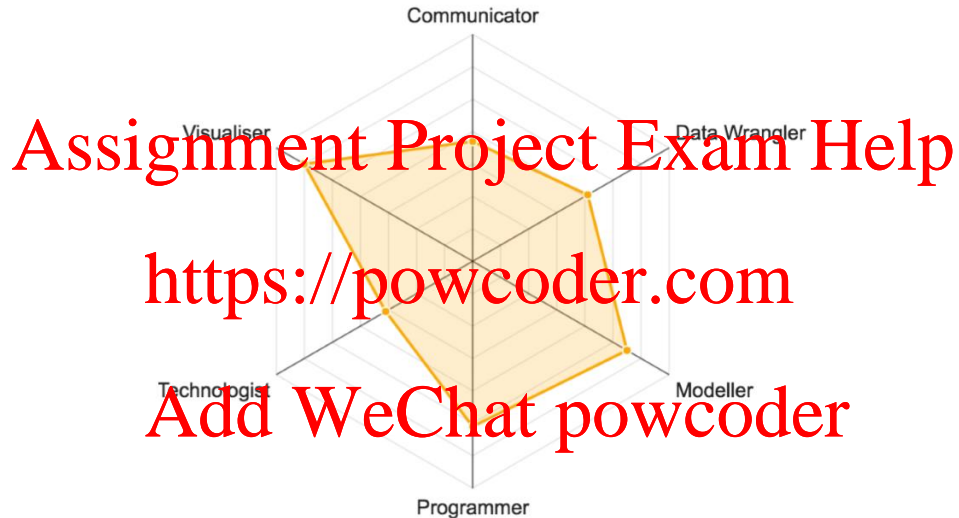 Communicator
Visualiser
Data Wrangler
Assignment Project Exam Help
https://powcoder.com
Technologist
Modeller
Add WeChat powcoder
Programmer